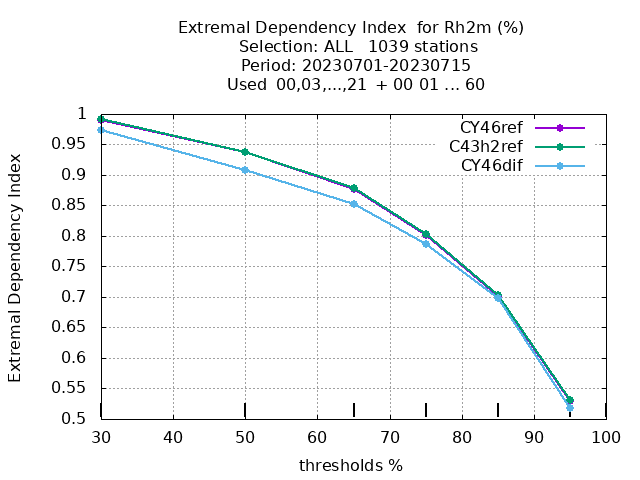 Extremal Dependency Index  for Rh2m (%)
Selection: ALL   1039 stations
Period: 20230701-20230715
Used  00,03,...,21  + 00 01 ... 60
CY46ref
C43h2ref
CY46dif
Extremal Dependency Index
1
0.95
0.9
0.85
0.8
0.75
0.7
0.65
0.6
0.55
0.5
30 40 50 60 70 80 90 100
thresholds %